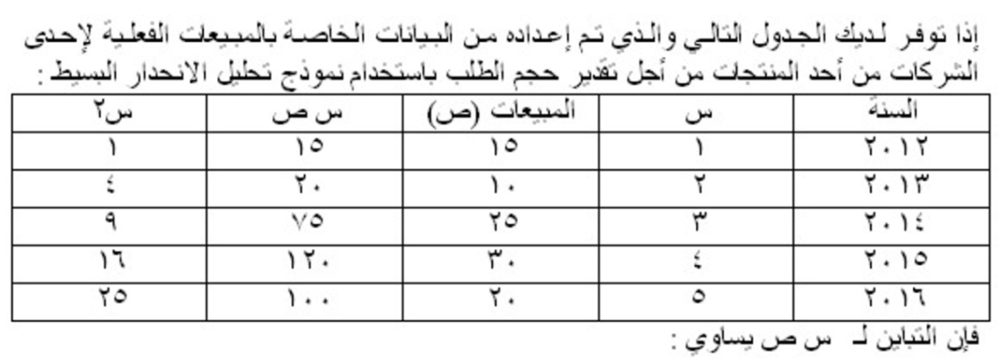 إذا توفر لديك الجدول التالي والذي تم إعداده من البيانات الخاصة بالمبيعات الفعلية لإحدى
الشركات من أحد المنتجات من أجل تقدير حجم الطلب باستخدام نموذج تحليل الانحدار البسيط :
السنة س المبيعات (ص) س ص س٢
٢٠١٢ ١ ١٥ ١٥ ١
٢٠١٣ ٢ ١٠ ٢٠ ٤
٢٠١٤ ٣ ٢٥ ٧٥ ٩
٢٠١٥ ٤ ٣٠ ١٢٠ ١٦
٢٠١٦ ٥ ٢٠ ١٠٠ ٢٥
فإن التباين لـ س ص يساوي :